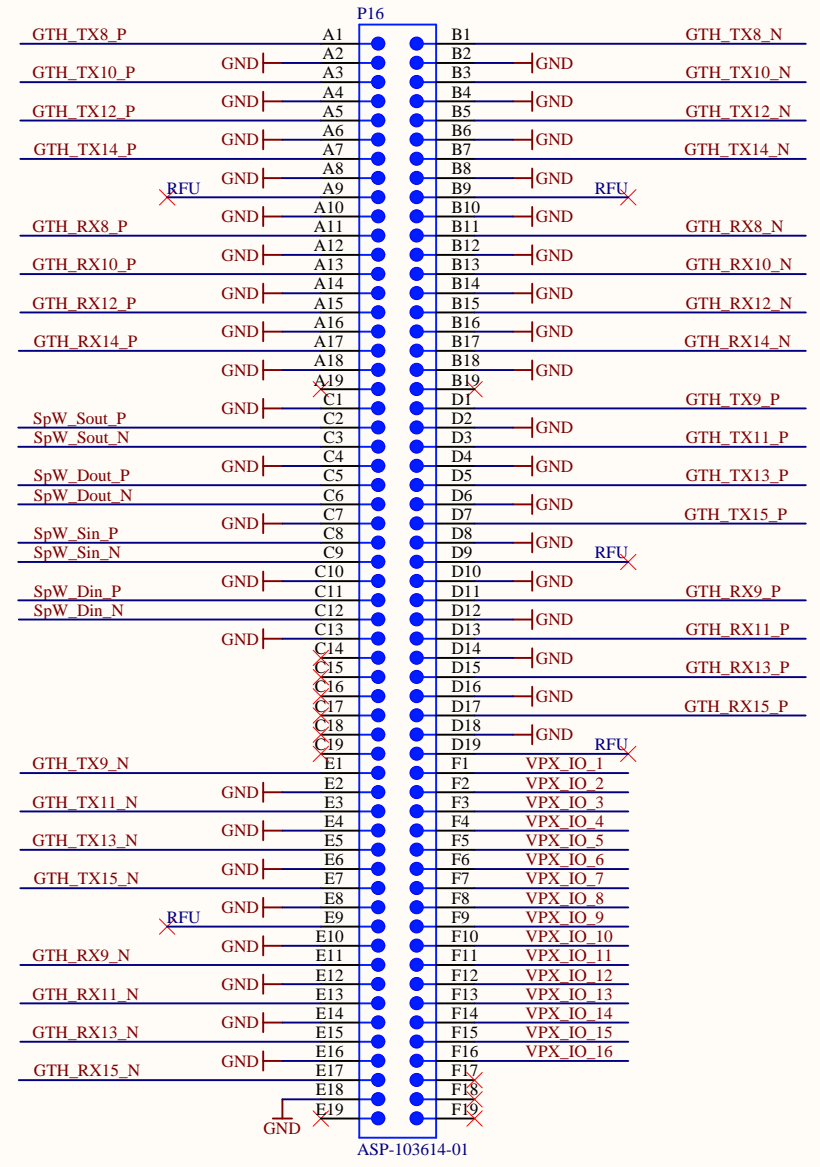 P16
GTH_TX8_P A1 B1 GTH_TX8_N
GND A2 B2 GND
GTH_TX10_P A3 B3 GTH_TX10_N
GND A4 B4 GND
GTH_TX12_P A5 B5 GTH_TX12_N
GND A6 B6 GND
GTH_TX14_P A7 B7 GTH_TX14_N
GND A8 B8 GND
RFU A9 B9 RFU
GND A10 B10 GND
GTH_RX8_P A11 B11 GTH_RX8_N
GND A12 B12 GND
GTH_RX10_P A13 B13 GTH_RX10_N
GND A14 B14 GND
GTH_RX12_P A15 B15 GTH_RX12_N
GND A16 B16 GND
GTH_RX14_P A17 B17 GTH_RX14_N
GND A18 B18 GND
A19 B19
GND C1 D1 GTH_TX9_P
SpW_Sout_P C2 D2 GND
SpW_Sout_N C3 D3 GTH_TX11_P
GND C4 D4 GND
SpW_Dout_P C5 D5 GTH_TX13_P
SpW_Dout_N C6 D6 GND
GND C7 D7 GTH_TX15_P
SpW_Sin_P C8 D8 GND
SpW_Sin_N C9 D9 RFU
GND C10 D10 GND
SpW_Din_P C11 D11 GTH_RX9_P
SpW_Din_N C12 D12 GND
GND C13 D13 GTH_RX11_P
C14 D14 GND
C15 D15 GTH_RX13_P
C16 D16 GND
C17 D17 GTH_RX15_P
C18 D18 GND
C19 D19 RFU
GTH_TX9_N E1 F1 VPX_IO_1
GND E2 F2 VPX_IO_2
GTH_TX11_N E3 F3 VPX_IO_3
GND E4 F4 VPX_IO_4
GTH_TX13_N E5 F5 VPX_IO_5
GND E6 F6 VPX_IO_6
GTH_TX15_N E7 F7 VPX_IO_7
GND E8 F8 VPX_IO_8
RFU E9 F9 VPX_IO_9
GND E10 F10 VPX_IO_10
GTH_RX9_N E11 F11 VPX_IO_11
GND E12 F12 VPX_IO_12
GTH_RX11_N E13 F13 VPX_IO_13
GND E14 F14 VPX_IO_14
GTH_RX13_N E15 F15 VPX_IO_15
GND E16 F16 VPX_IO_16
GTH_RX15_N E17 F17
E18 F18
E19 F19
GND
ASP-103614-01